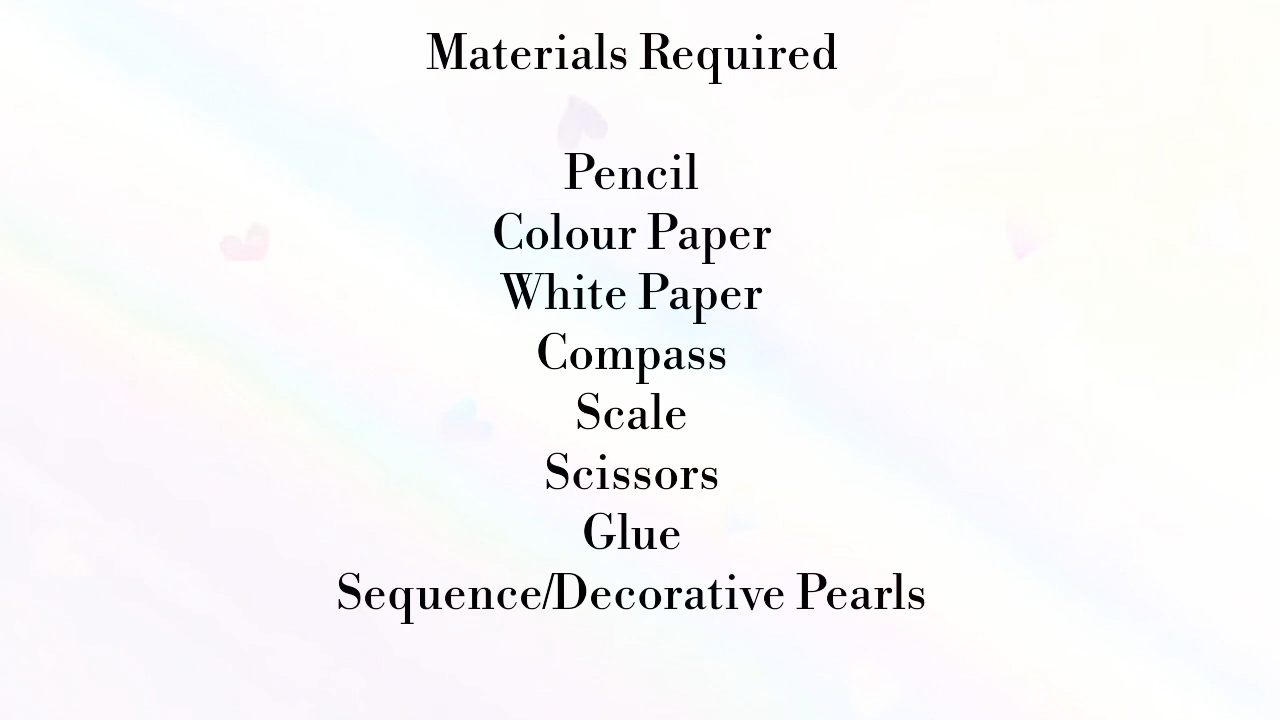 Materials Required
Pencil
Colour Paper
White Paper
Compass
Scale
Scissors
Glue
Sequence/Decorative Pearls